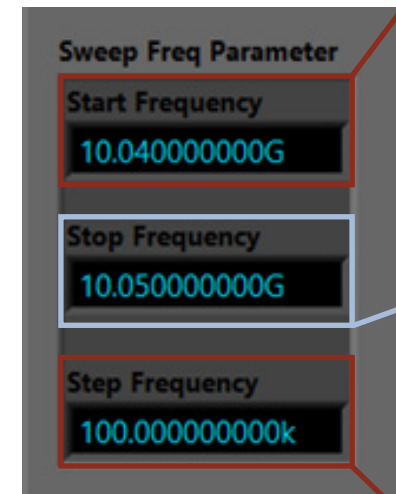 Sweep Freq Parameter
Start Frequency
10.040000000G
Stop Frequency
10.050000000G
Step Frequency
100.000000000k